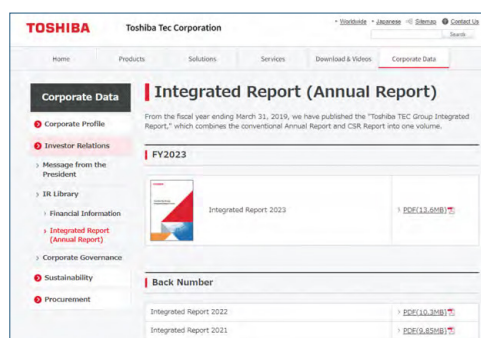 TOSHIBA
Toshiba Tec Corporation
Worldwide
Japanese
Sitemap
Contact Us
Search
Home
Products
Solutions
Services
Download & Videos
Corporate Data
Corporate Data
Corporate Profile
Investor Relations
Message from the
President
IR Library
Financial Information
Integrated Report
(Annual Report)
Corporate Governance
Sustainability
Procurement
Integrated Report (Annual Report)
From the fiscal year ending March 31, 2019, we have published the "Toshiba TEC Group Integrated
Report," which combines the conventional Annual Report and CSR Report into one volume.
FY2023
Integrated Report 2023
PDF(13.6MB)
Back Number
Integrated Report 2022
PDF(10.3MB)
Integrated Report 2021
PDF(9.85MB)